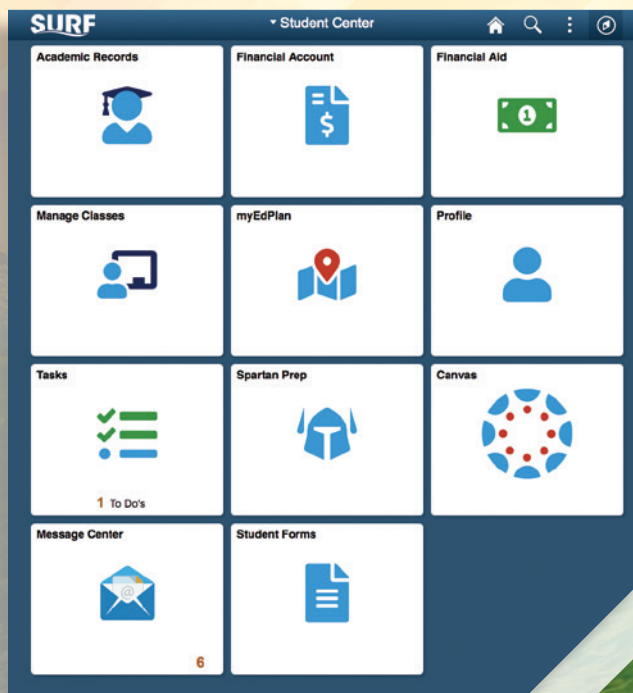 SURF
Student Center
Academic Records
Financial Account
Financial Aid
$
1
Manage Classes
myEdPlan
Profile
Tasks
Spartan Prep
Canvas
1 To Do's
Message Center
Student Forms
@
6